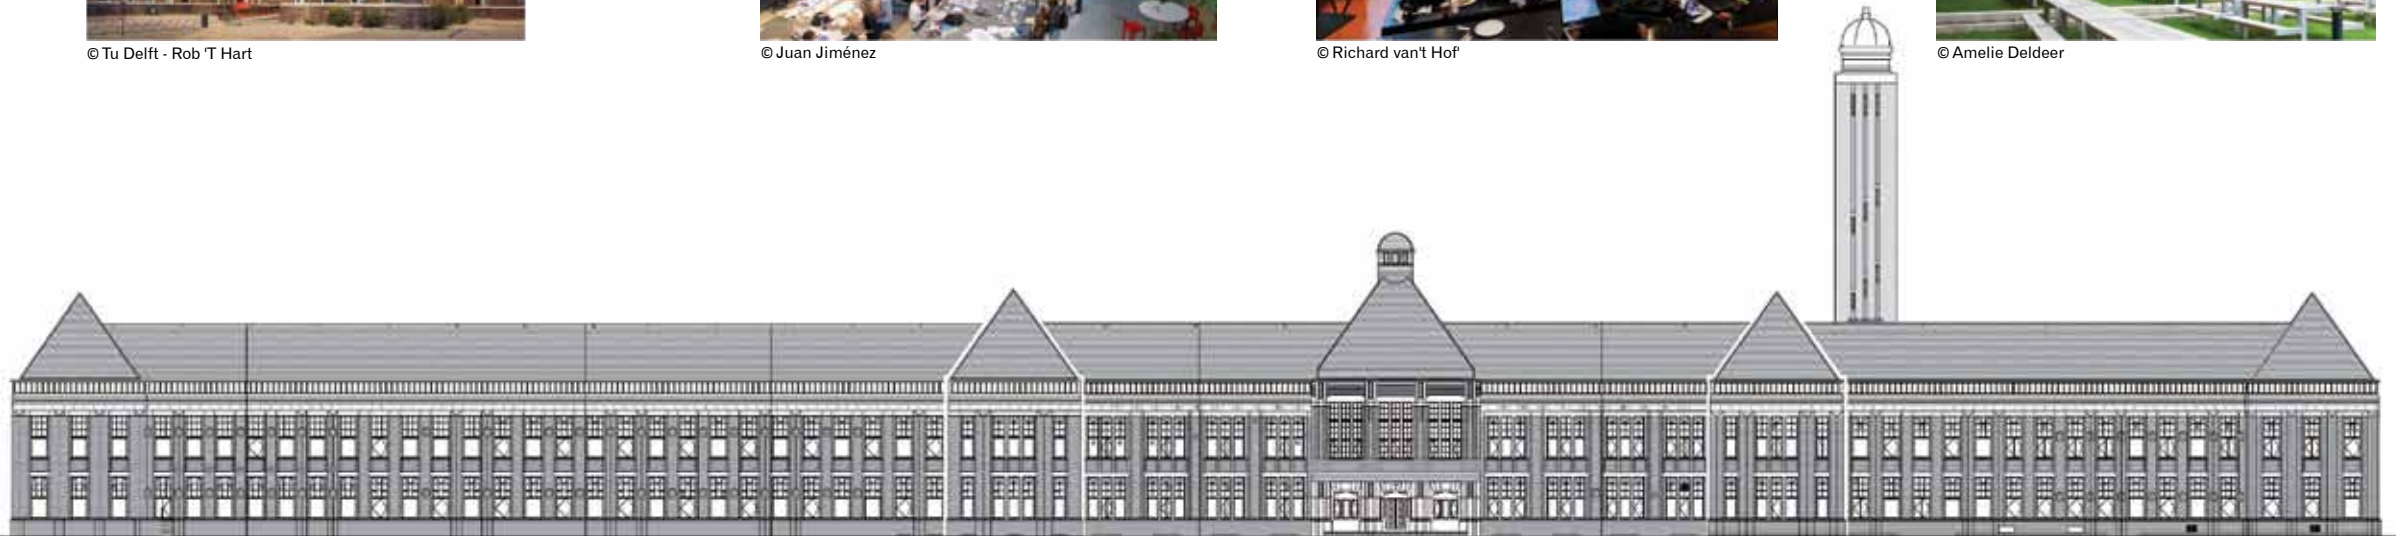 © Tu Delft - Rob 'T Hart
© Juan Jiménez
© Richard van't Hof'
© Amelie Deldeer